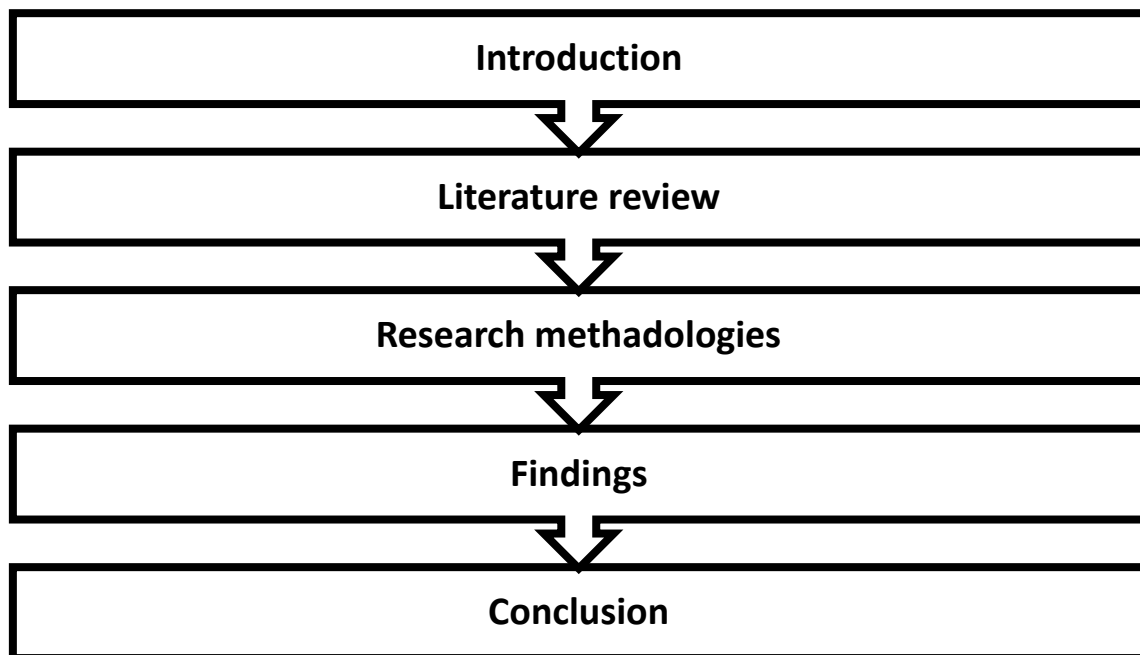 Introduction
Literature review
Research methadologies
Findings
Conclusion